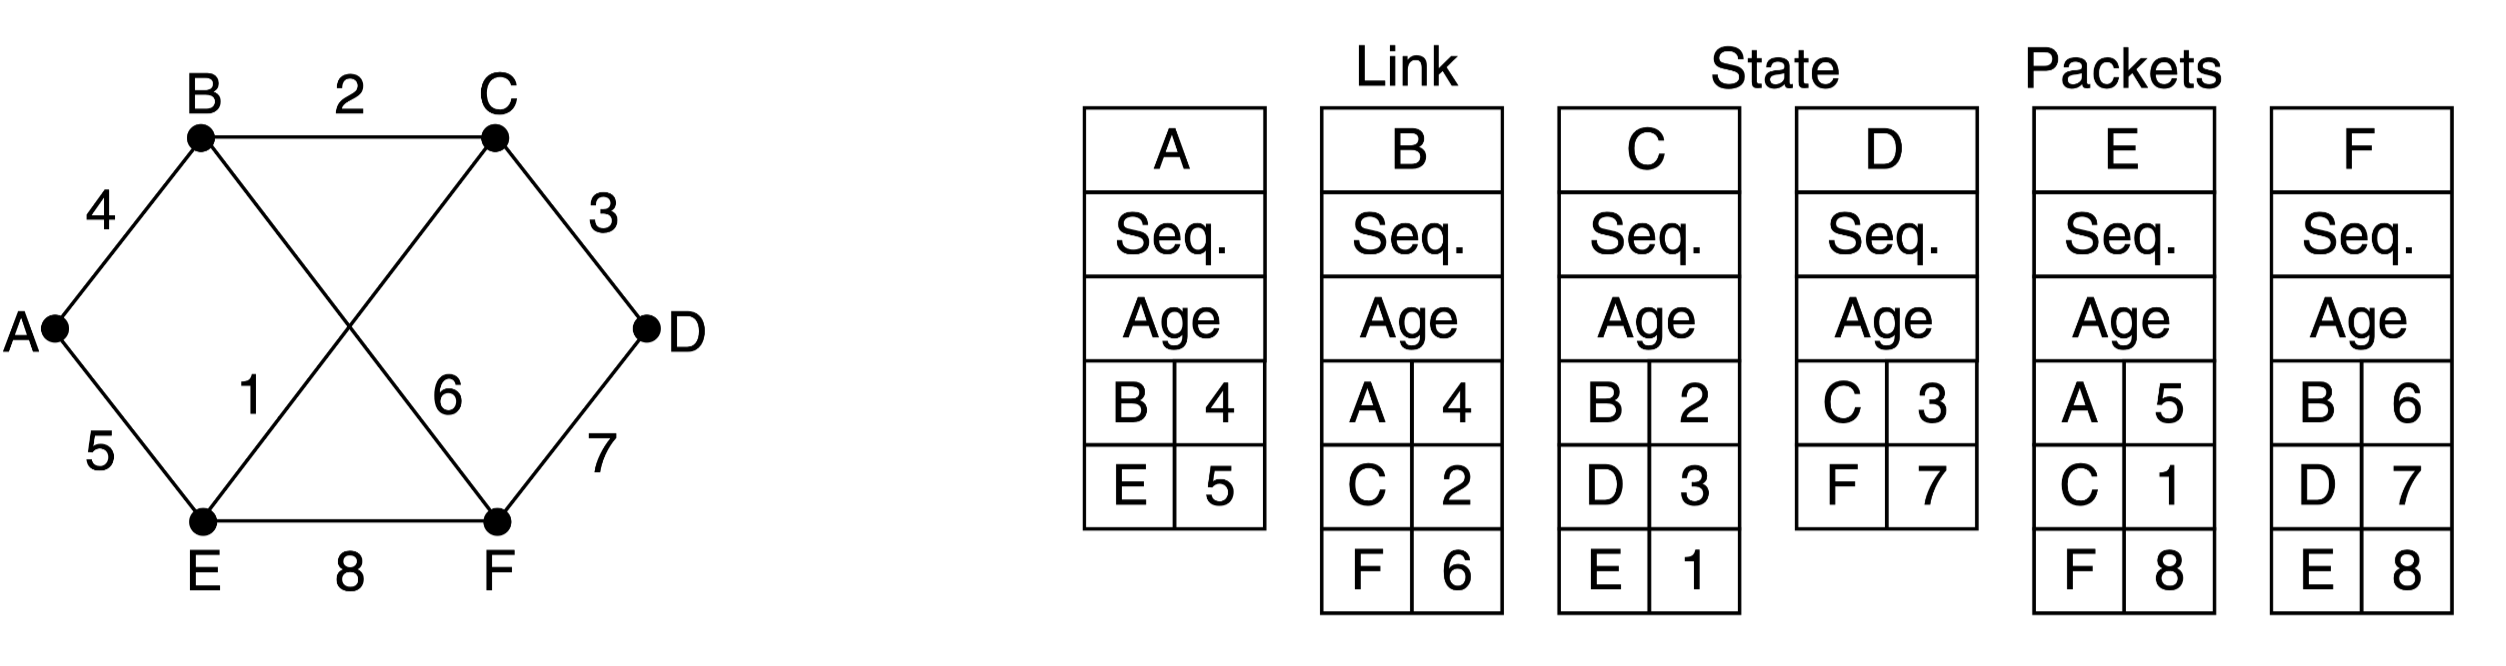 Link State Packets
B 2 C
4 3
A D
1 6
5 7
E 8 F
A B C D E F
Seq. Seq. Seq. Seq. Seq. Seq.
Age Age Age Age Age Age
B 4 A 4 B 2 C 3 A 5 B 6
E 5 C 2 D 3 F 7 C 1 D 7
F 6 E 1 F 8 E 8